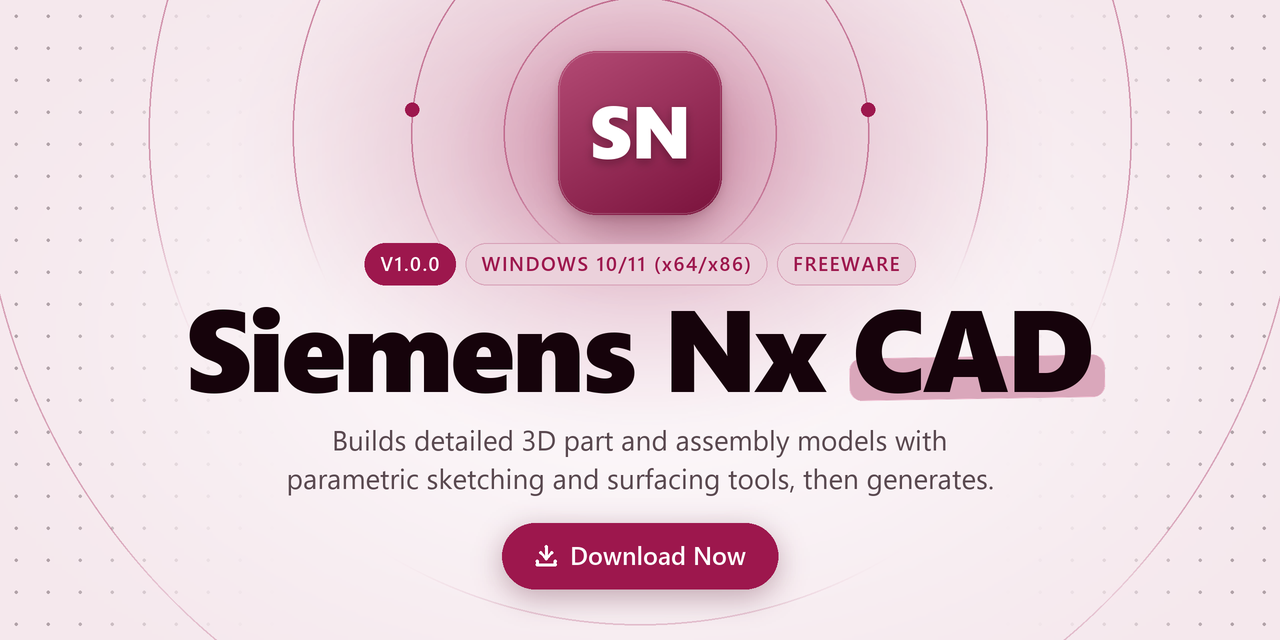 SN
V1.0.0
WINDOWS 10/11 (x64/x86)
FREEWARE
Siemens Nx CAD
Builds detailed 3D part and assembly models with
parametric sketching and surfacing tools, then generates.
Download Now